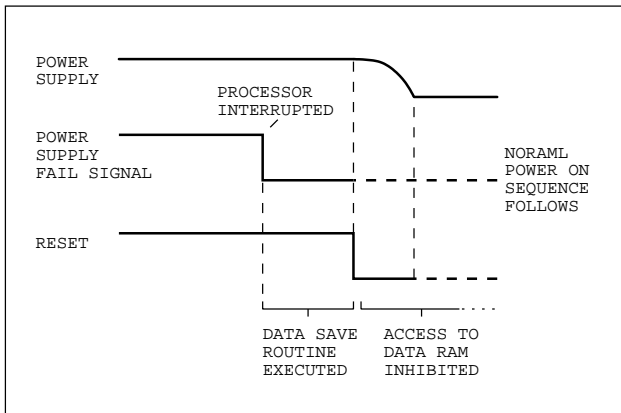 POWER
SUPPLY
PROCESSOR
INTERRUPTED
POWER
SUPPLY
FAIL SIGNAL
NORAML
POWER ON
SEQUENCE
FOLLOWS
RESET
DATA SAVE
ROUTINE
EXECUTED
ACCESS TO
DATA RAM
INHIBITED